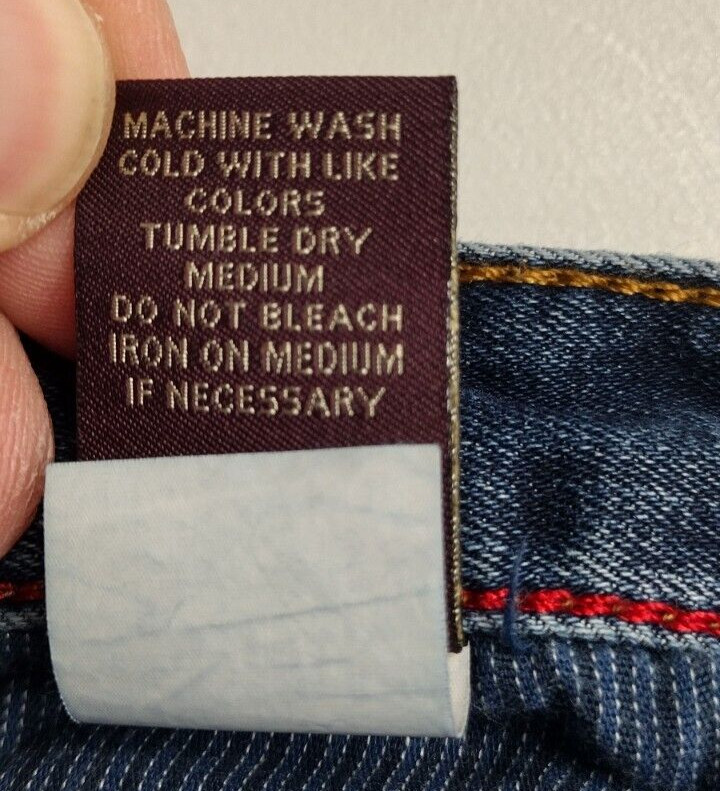 MACHINE WASH
COLD WITH LIKE
COLORS
TUMBLE DRY
MEDIUM
DO NOT BLEACH
IRON ON MEDIUM
IF NECESSARY